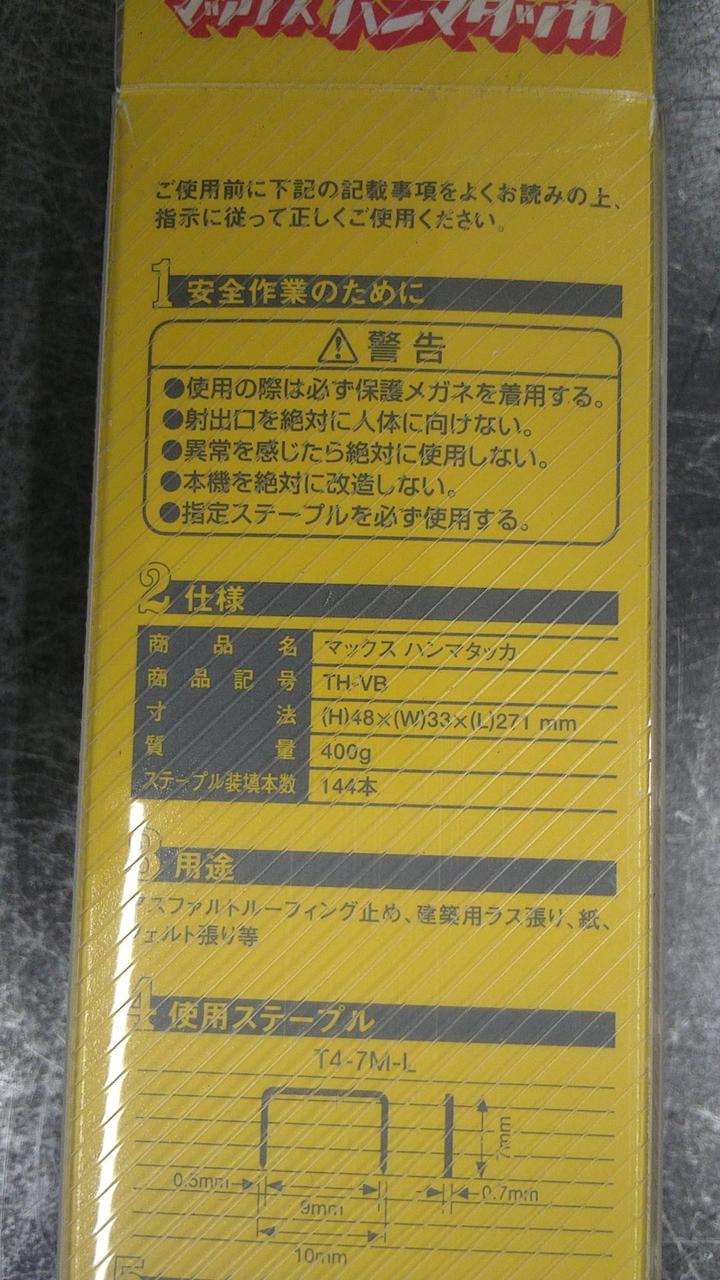 マックス ハンマタッカ
ご使用前に下記の記載事項をよくお読みの上、
指示に従って正しくご使用ください。
1 安全作業のために
警告
●使用の際は必ず保護メガネを着用する。
●射出口を絶対に人体に向けない。
●異常を感じたら絶対に使用しない。
●本機を絶対に改造しない。
●指定ステープルを必ず使用する。
2 仕様
商品名 マックス ハンマタッカ
商品記号 TH-VB
寸法 (H)48×(W)33×(L)271 mm
質量 400g
ステープル装填本数 144本
3 用途
アスファルトルーフィング止め、建築用ラス張り、紙、
フェルト張り等
4 使用ステープル
T4-7M-L
7mm
0.5mm
0.7mm
9mm
10mm